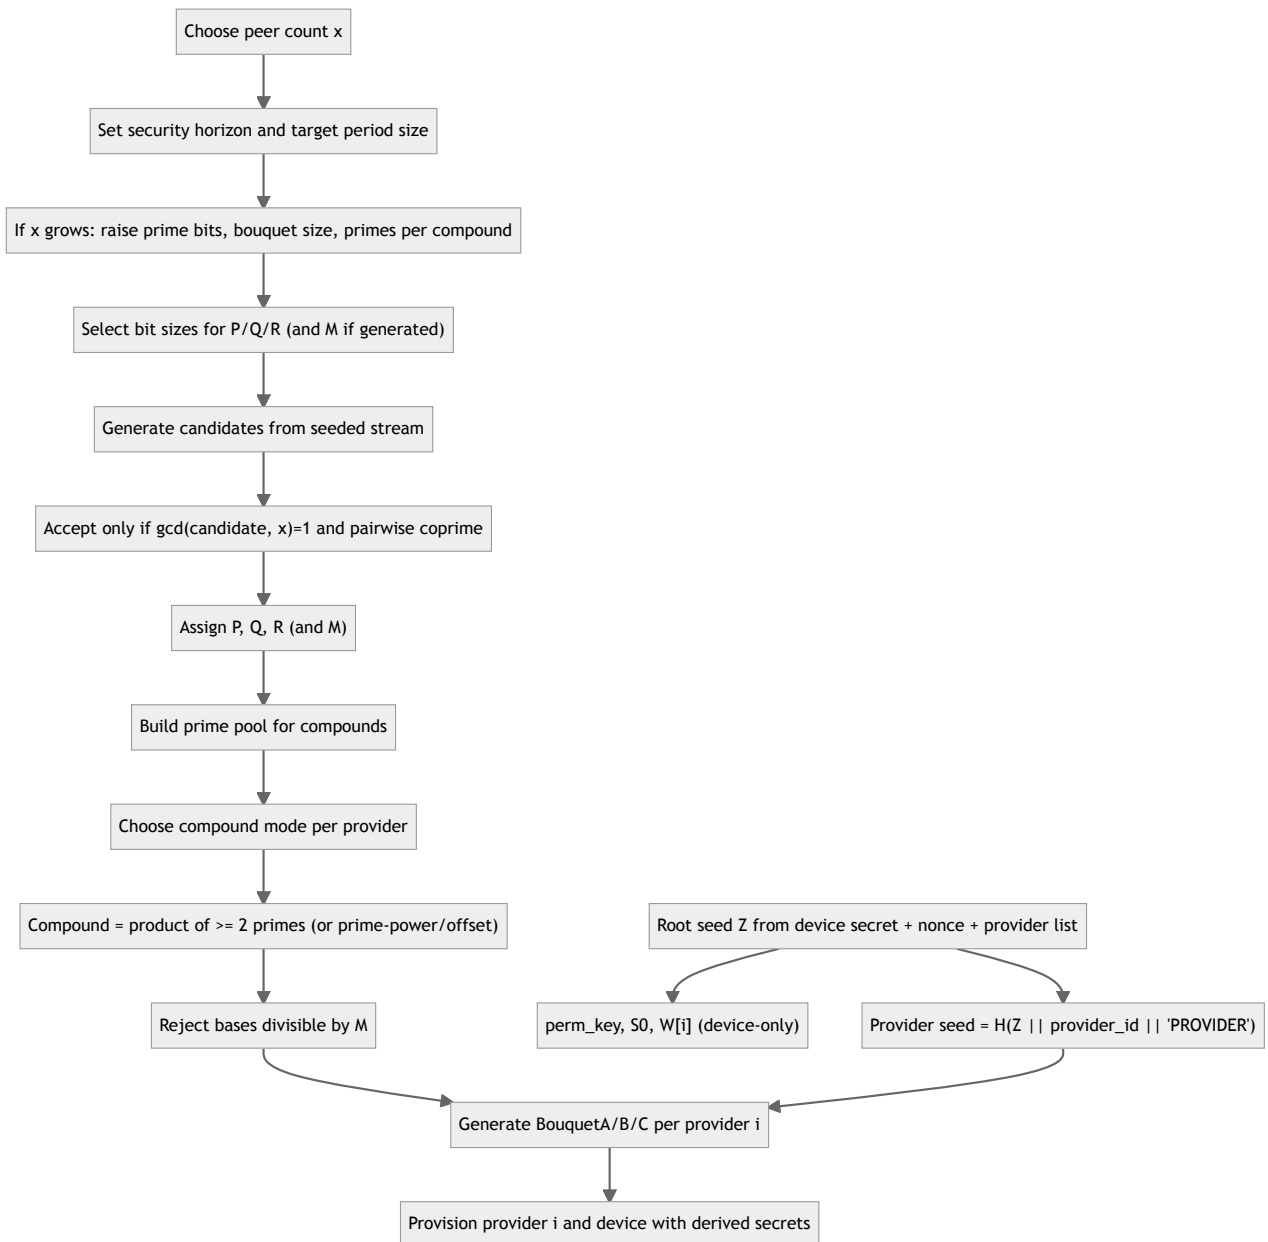 Choose peer count x
Set security horizon and target period size
If x grows: raise prime bits, bouquet size, primes per compound
Select bit sizes for P/Q/R (and M if generated)
Generate candidates from seeded stream
Accept only if gcd(candidate, x)=1 and pairwise coprime
Assign P, Q, R (and M)
Build prime pool for compounds
Choose compound mode per provider
Compound = product of >= 2 primes (or prime-power/offset)
Root seed Z from device secret + nonce + provider list
Reject bases divisible by M
perm_key, S0, W[i] (device-only)
Provider seed = H(Z || provider_id || 'PROVIDER')
Generate BouquetA/B/C per provider i
Provision provider i and device with derived secrets